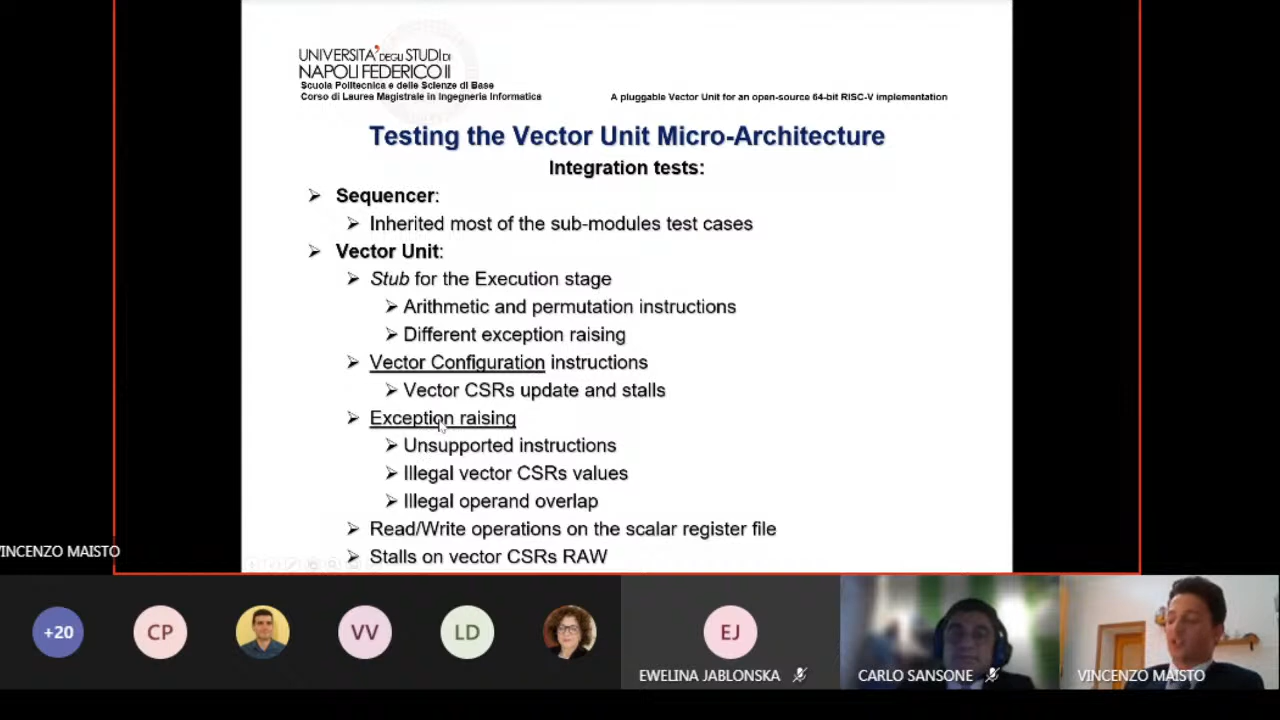 UNIVERSITA' DEGLI STUDI DI
NAPOLI FEDERICO II
Scuola Politecnica e delle Scienze di Base
Corso di Laurea Magistrale in Ingegneria Informatica
A pluggable Vector Unit for an open-source 64-bit RISC-V implementation
Testing the Vector Unit Micro-Architecture
Integration tests:
Sequencer:
Inherited most of the sub-modules test cases
Vector Unit:
Stub for the Execution stage
Arithmetic and permutation instructions
Different exception raising
Vector Configuration instructions
Vector CSRs update and stalls
Exception raising
Unsupported instructions
Illegal vector CSRs values
Illegal operand overlap
Read/Write operations on the scalar register file
Stalls on vector CSRs RAW
INCENZO MAISTO
+20
CP
VV
LD
EJ
EWELINA JABLONSKA
CARLO SANSONE
VINCENZO MAISTO